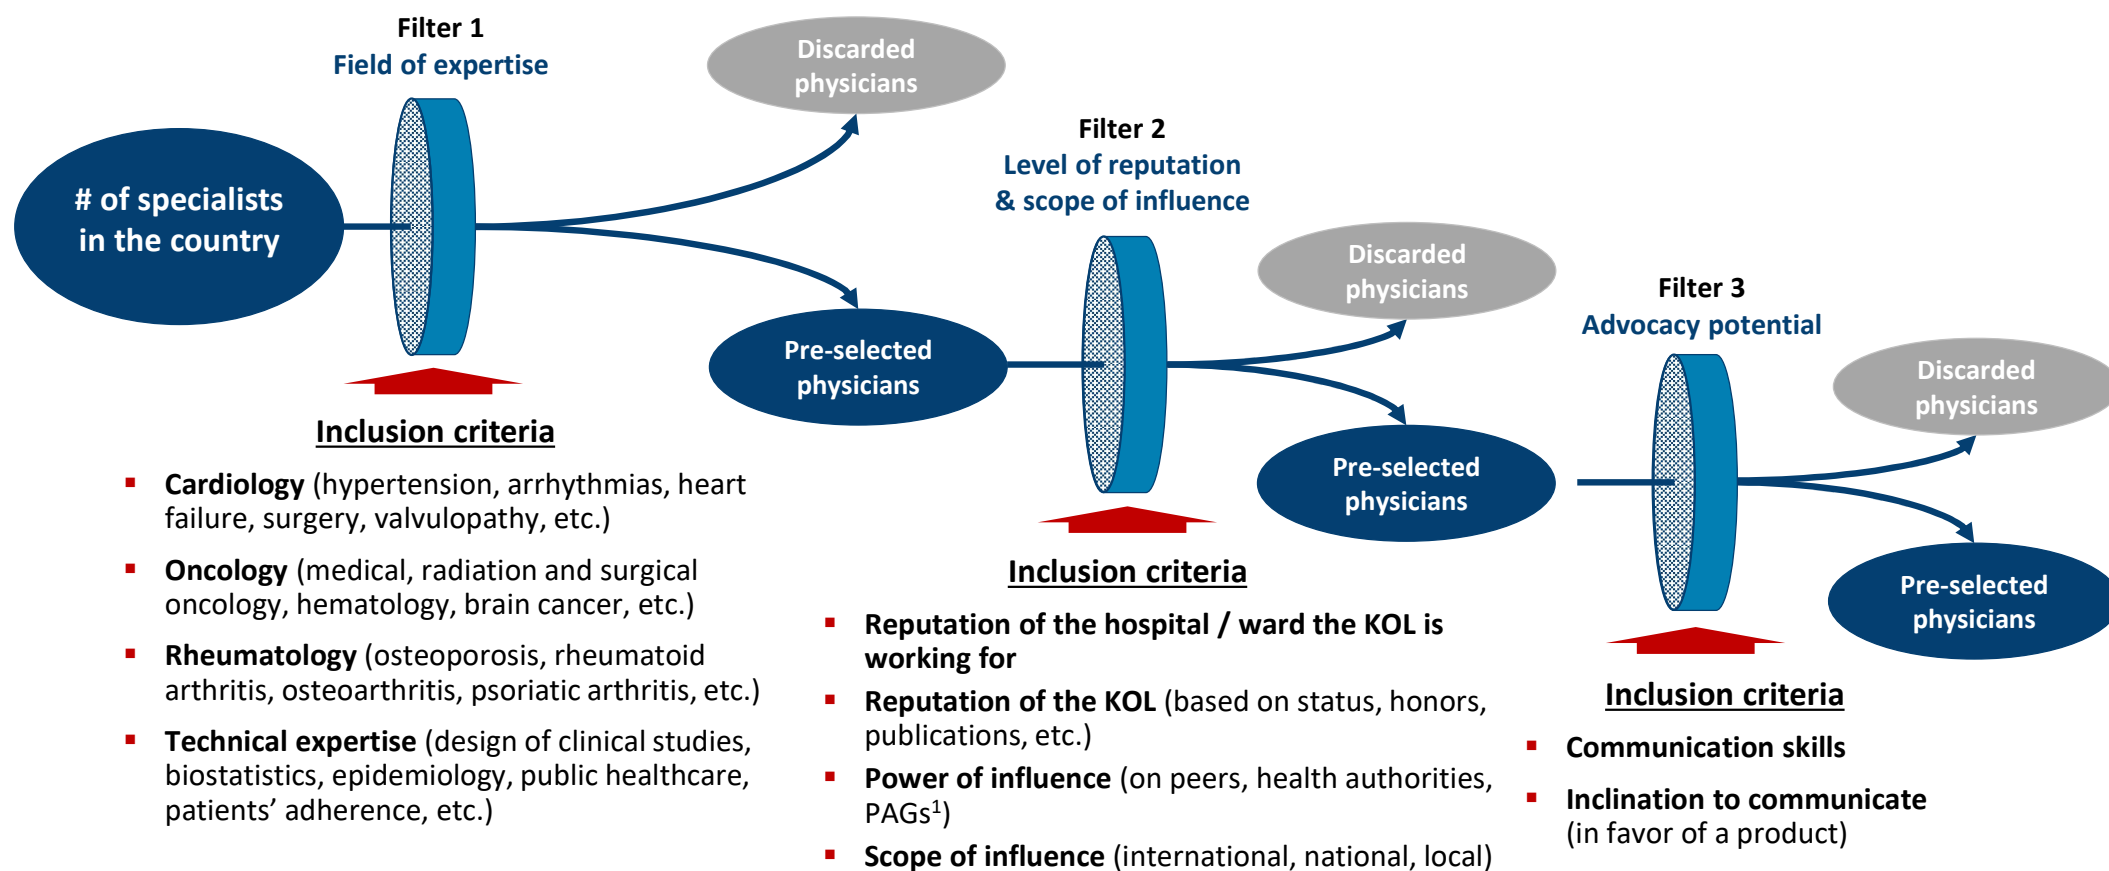 Filter 1
Field of expertise
Discarded
physicians
# of specialists
in the country
Pre-selected
physicians
Inclusion criteria
▪ Cardiology (hypertension, arrhythmias, heart
failure, surgery, valvulopathy, etc.)
▪ Oncology (medical, radiation and surgical
oncology, hematology, brain cancer, etc.)
▪ Rheumatology (osteoporosis, rheumatoid
arthritis, osteoarthritis, psoriatic arthritis, etc.)
▪ Technical expertise (design of clinical studies,
biostatistics, epidemiology, public healthcare,
patients’ adherence, etc.)
Filter 2
Level of reputation
& scope of influence
Discarded
physicians
Pre-selected
physicians
Inclusion criteria
▪ Reputation of the hospital / ward the KOL is
working for
▪ Reputation of the KOL (based on status, honors,
publications, etc.)
▪ Power of influence (on peers, health authorities,
PAGs¹)
▪ Scope of influence (international, national, local)
Filter 3
Advocacy potential
Discarded
physicians
Pre-selected
physicians
Inclusion criteria
▪ Communication skills
▪ Inclination to communicate
(in favor of a product)